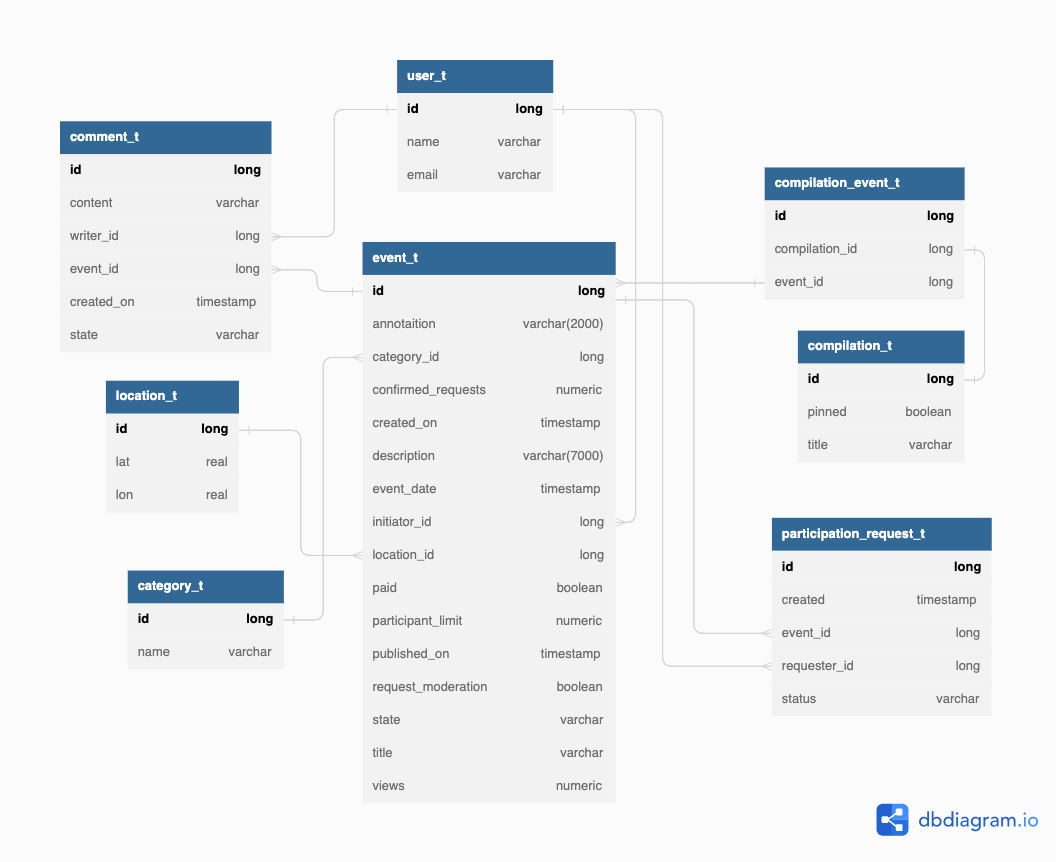 user_t
id long
name varchar
email varchar
comment_t
id long
content varchar
writer_id long
event_id long
created_on timestamp
state varchar
compilation_event_t
id long
compilation_id long
event_id long
event_t
id long
annotaition varchar(2000)
category_id long
confirmed_requests numeric
created_on timestamp
description varchar(7000)
event_date timestamp
initiator_id long
location_id long
paid boolean
participant_limit numeric
published_on timestamp
request_moderation boolean
state varchar
title varchar
views numeric
compilation_t
id long
pinned boolean
title varchar
location_t
id long
lat real
lon real
participation_request_t
id long
created timestamp
event_id long
requester_id long
status varchar
category_t
id long
name varchar
dbdiagram.io